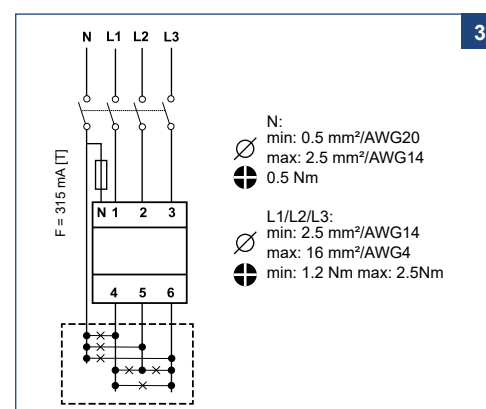 3
N L1 L2 L3
F = 315 mA [T]
N 1 2 3
4 5 6
N:
min: 0.5 mm²/AWG20
max: 2.5 mm²/AWG14
0.5 Nm
L1/L2/L3:
min: 2.5 mm²/AWG14
max: 16 mm²/AWG4
min: 1.2 Nm max: 2.5Nm